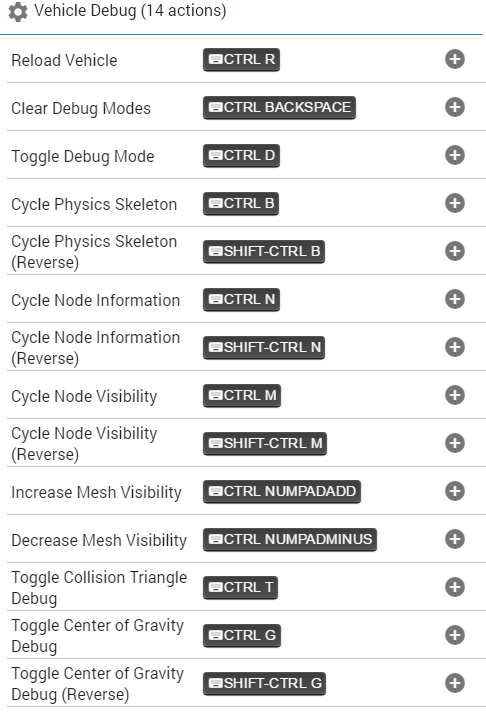 Vehicle Debug (14 actions)
Reload Vehicle CTRL R
Clear Debug Modes CTRL BACKSPACE
Toggle Debug Mode CTRL D
Cycle Physics Skeleton CTRL B
Cycle Physics Skeleton
(Reverse) SHIFT-CTRL B
Cycle Node Information CTRL N
Cycle Node Information
(Reverse) SHIFT-CTRL N
Cycle Node Visibility CTRL M
Cycle Node Visibility
(Reverse) SHIFT-CTRL M
Increase Mesh Visibility CTRL NUMPADADD
Decrease Mesh Visibility CTRL NUMPADMINUS
Toggle Collision Triangle
Debug CTRL T
Toggle Center of Gravity
Debug CTRL G
Toggle Center of Gravity
Debug (Reverse) SHIFT-CTRL G